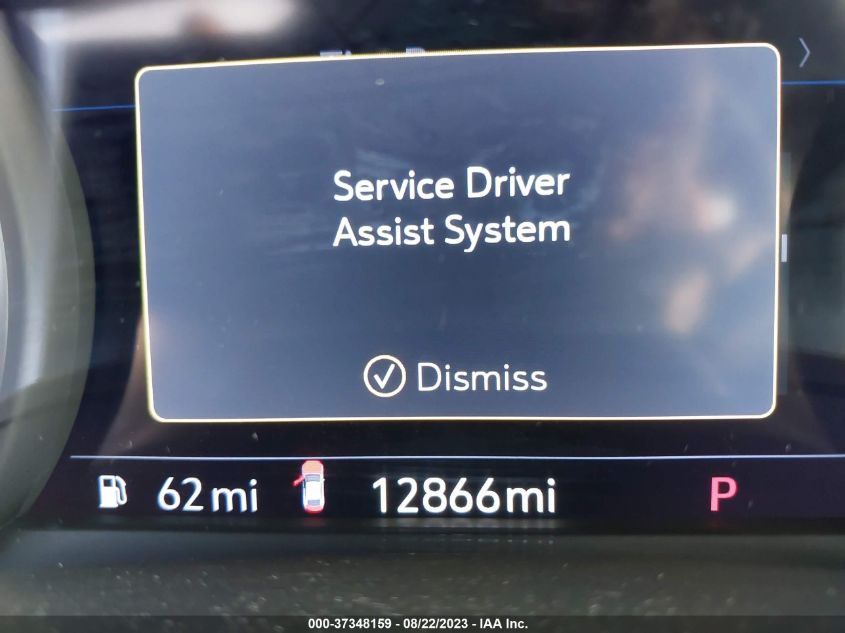 Service Driver
Assist System
Dismiss
62 mi 12866 mi P
000-37348159 - 08/22/2023 - IAA Inc.